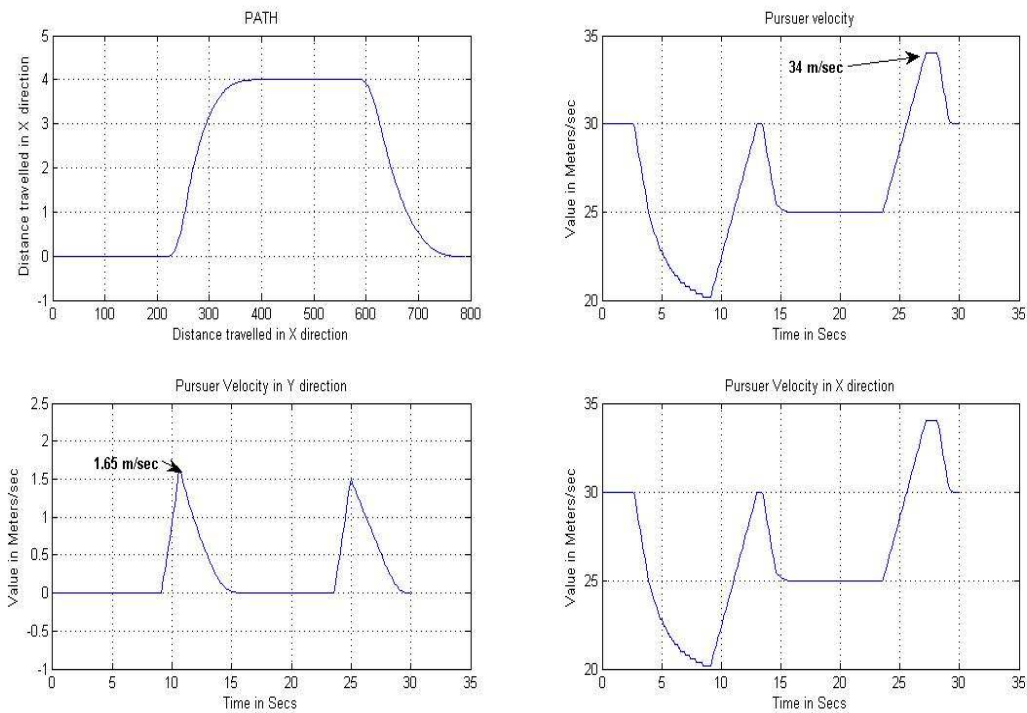 PATH
5
4
3
2
1
0
-1
Distance travelled in X direction
0 100 200 300 400 500 600 700 800
Distance travelled in X direction
Pursuer velocity
34 m/sec
35
30
25
20
Value in Meters/sec
0 5 10 15 20 25 30 35
Time in Secs
Pursuer Velocity in Y direction
1.65 m/sec
2.5
2
1.5
1
0.5
0
-0.5
-1
Value in Meters/sec
0 5 10 15 20 25 30 35
Time in Secs
Pursuer Velocity in X direction
35
30
25
20
Value in Meters/sec
0 5 10 15 20 25 30 35
Time in Secs